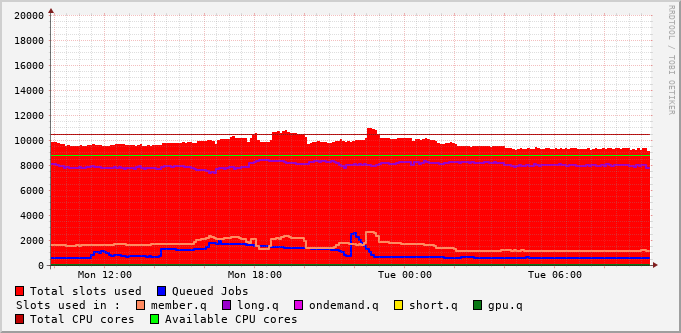 RRDTOOL / TOBI OETIKER
20000
18000
16000
14000
12000
10000
8000
6000
4000
2000
0
Mon 12:00 Mon 18:00 Tue 00:00 Tue 06:00
Total slots used Queued Jobs
Slots used in : member.q long.q ondemand.q short.q gpu.q
Total CPU cores Available CPU cores